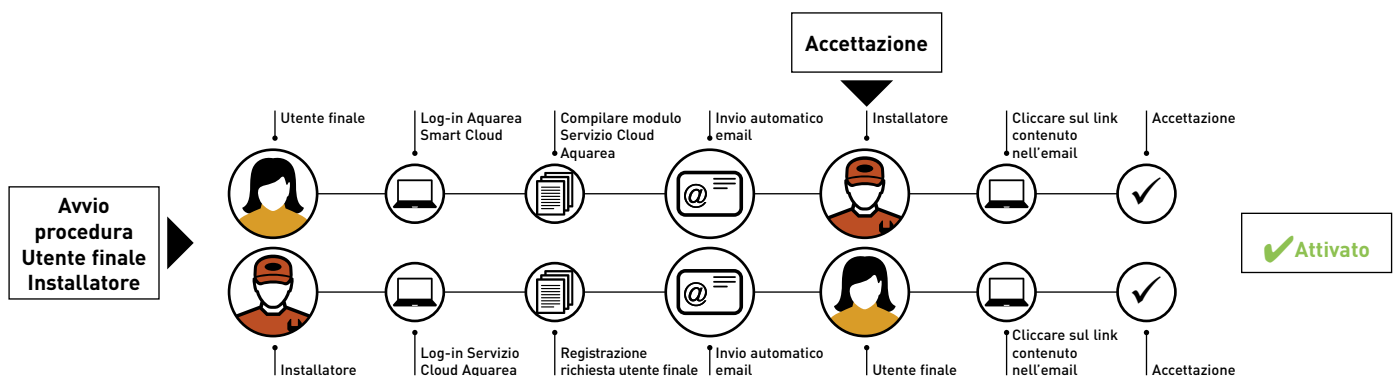 Accettazione
Utente finale
Log-in Aquarea
Smart Cloud
Compilare modulo
Servizio Cloud
Aquarea
Invio automatico
email
Installatore
Cliccare sul link
contenuto
nell'email
Accettazione
@
Avvio
procedura
Utente finale
Installatore
✔Attivato
@
Installatore
Log-in Servizio
Cloud Aquarea
Registrazione
richiesta utente finale
Invio automatico
email
Utente finale
Cliccare sul link
contenuto
nell'email
Accettazione